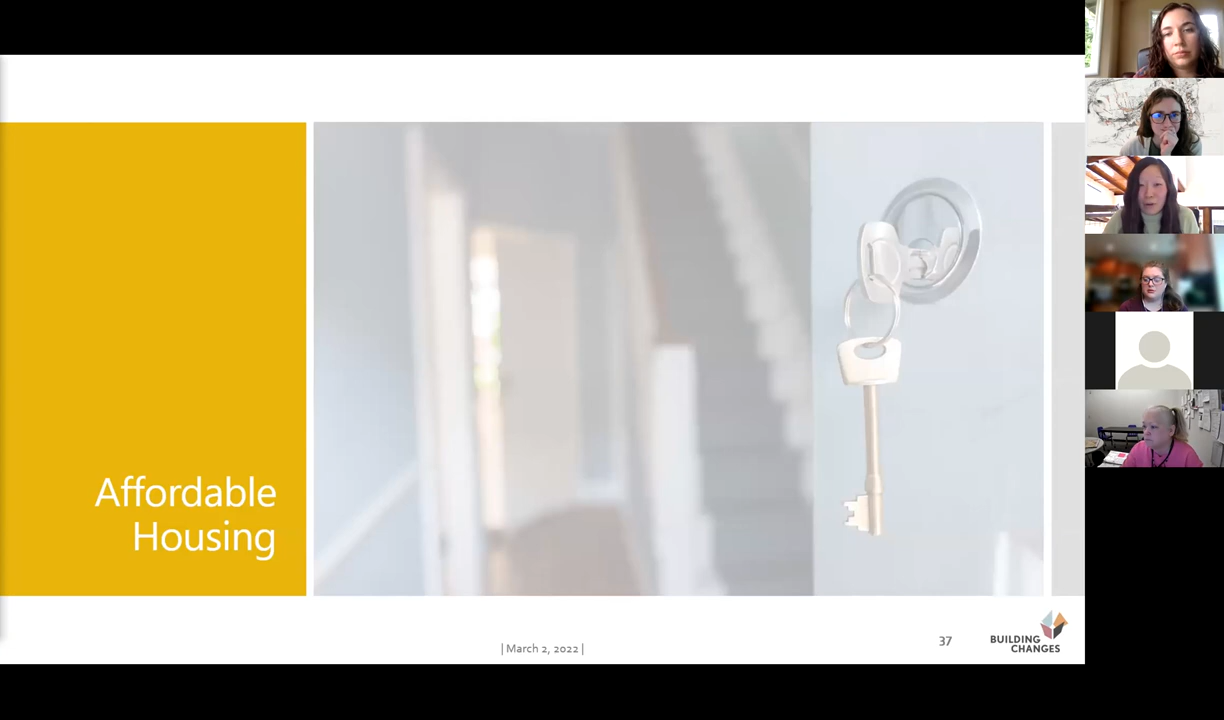 Affordable
Housing
| March 2, 2022 |
37
BUILDING
CHANGES